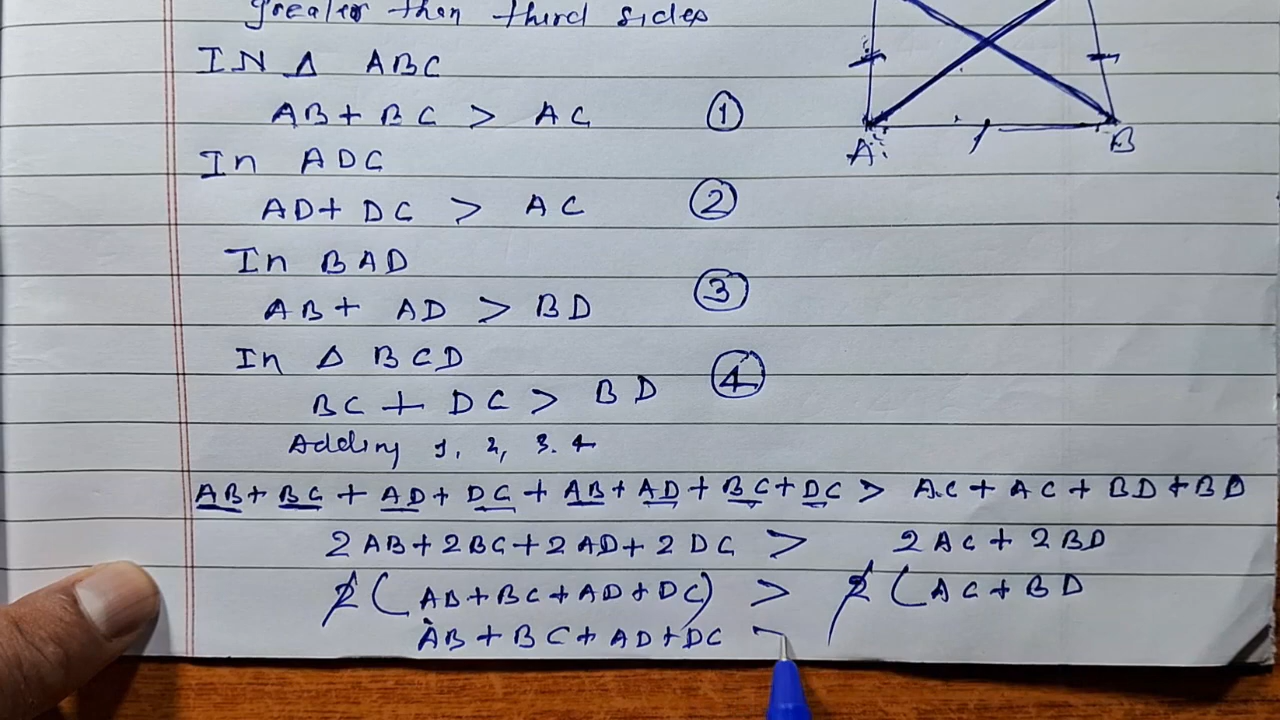 greater than third sides
IN Δ ABC
AB + BC > AC ①
In ADC
AD + DC > AC ②
In BAD
AB + AD > BD ③
In Δ BCD
BC + DC > BD ④
Adding 1, 2, 3. 4
AB + BC + AD + DC + AB + AD + BC + DC > AC + AC + BD + BD
2 AB + 2 BC + 2 AD + 2 DC > 2 AC + 2 BD
2 ( AB + BC + AD + DC ) > 2 ( AC + BD
AB + BC + AD + DC >
A
B